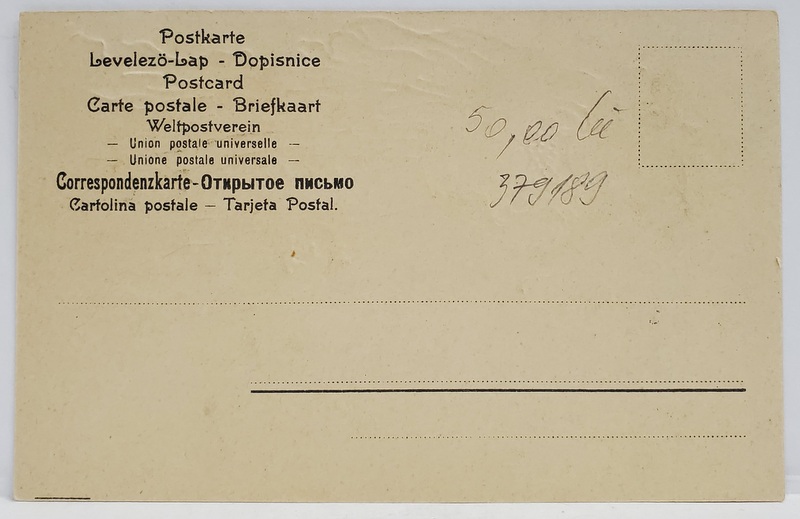 Postkarte
Levelezö-Lap - Dopisnice
Postcard
Carte postale - Briefkaart
Weltpostverein
— Union postale universelle —
— Unione postale universale —
Correspondenzkarte-Открытое письмо
Cartolina postale — Tarjeta Postal.
50,00 lei
379189